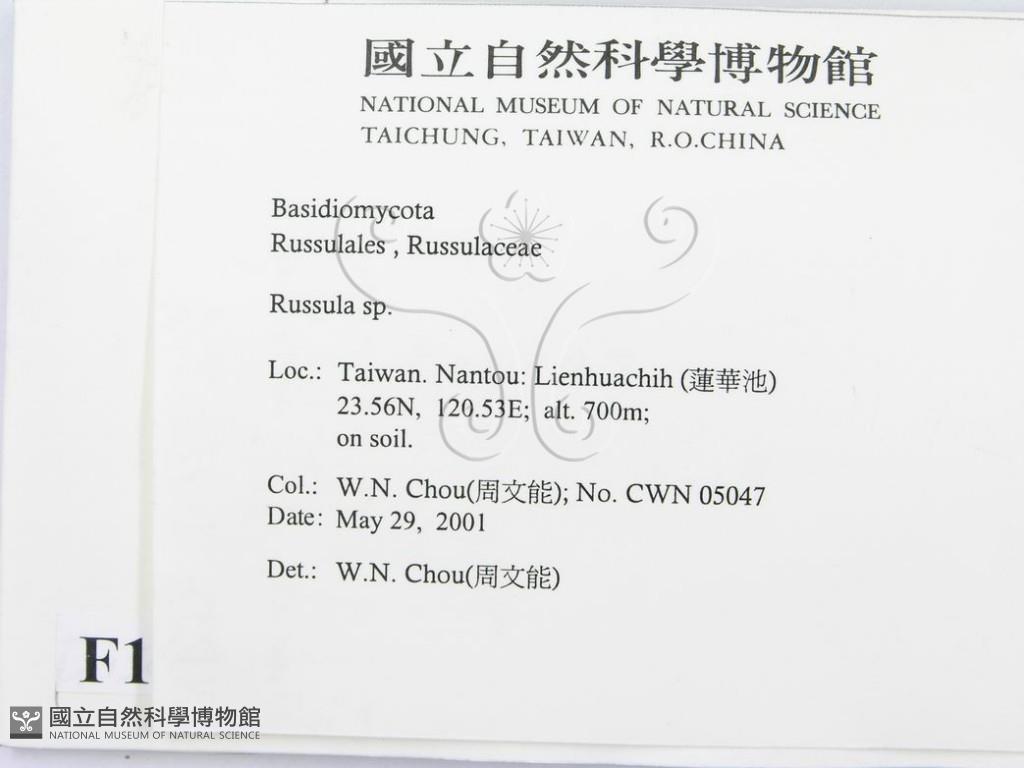 國立自然科學博物館
NATIONAL MUSEUM OF NATURAL SCIENCE
TAICHUNG, TAIWAN, R.O.CHINA
Basidiomycota
Russulales , Russulaceae
Russula sp.
Loc.: Taiwan. Nantou: Lienhuachih (蓮華池)
23.56N, 120.53E; alt. 700m;
on soil.
Col.: W.N. Chou(周文能); No. CWN 05047
Date: May 29, 2001
Det.: W.N. Chou(周文能)
F1
國立自然科學博物館
NATIONAL MUSEUM OF NATURAL SCIENCE